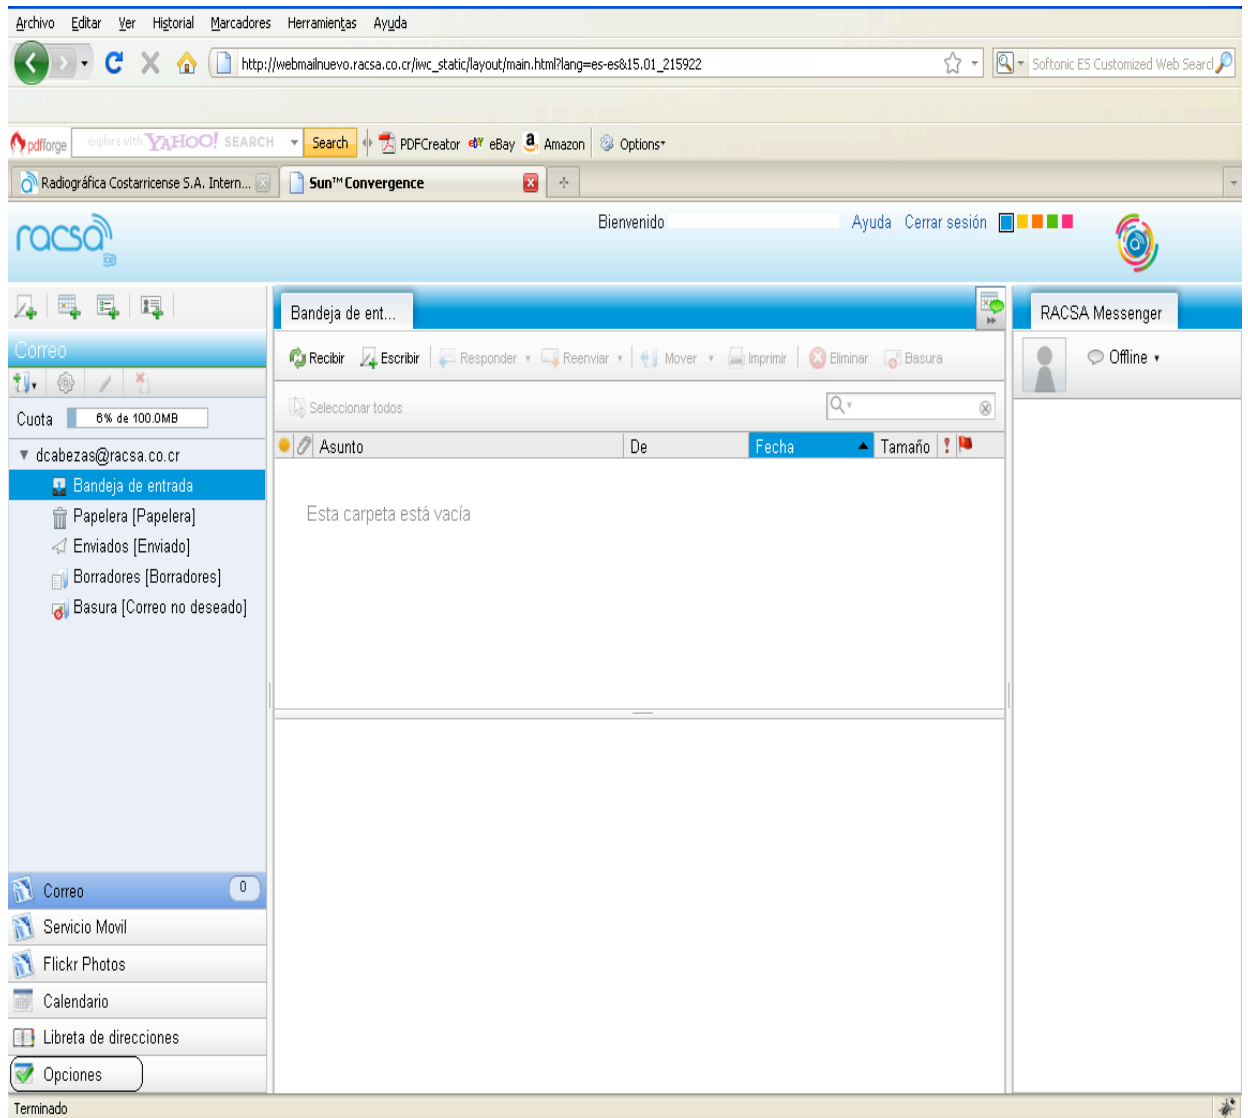 Archivo Editar Ver Historial Marcadores Herramientas Ayuda
http://webmailnuevo.racsa.co.cr/iwc_static/layout/main.html?lang=es-es&15.01_215922
Softonic ES Customized Web Searcl
pdfforge explore with YAHOO! SEARCH Search PDFCreator eBay Amazon Options
Radiográfica Costarricense S.A. Intern... Sun™ Convergence
racsa Bienvenido Ayuda Cerrar sesión
Bandeja de ent... RACSA Messenger
Correo
Recibir Escribir Responder Reenviar Mover Imprimir Eliminar Basura
Offline
Cuota 6% de 100.0MB
Seleccionar todos
Asunto De Fecha Tamaño
dcabezas@racsa.co.cr
Bandeja de entrada
Papelera [Papelera]
Enviados [Enviado]
Borradores [Borradores]
Basura [Correo no deseado]
Esta carpeta está vacía
Correo 0
Servicio Movil
Flickr Photos
Calendario
Libreta de direcciones
Opciones
Terminado